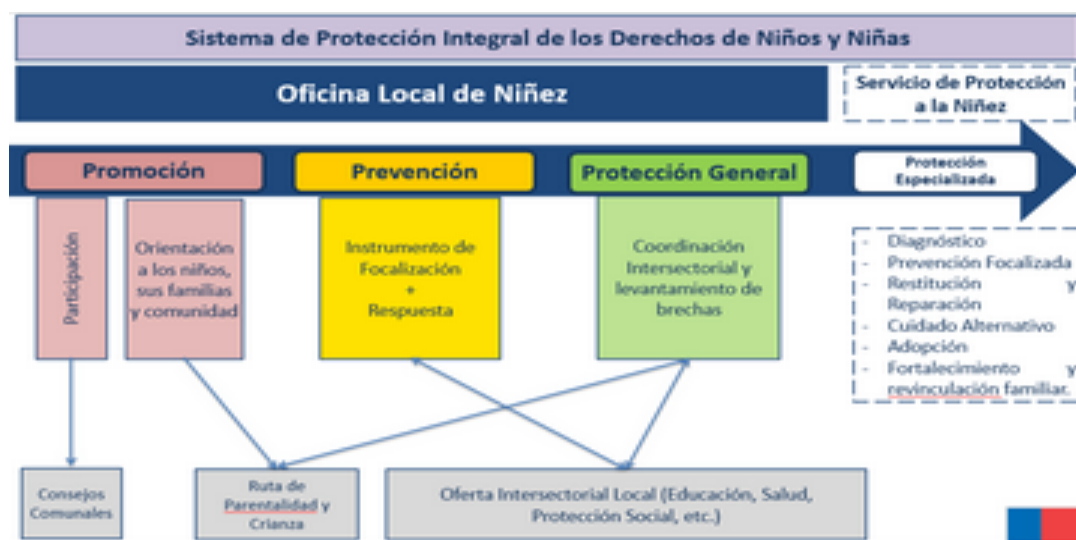 Sistema de Protección Integral de los Derechos de Niños y Niñas
Oficina Local de Niñez
Servicio de Protección
a la Niñez
Promoción
Prevención
Protección General
Protección
Especializada
Participación
Orientación
a los niños,
sus familias
y comunidad
Instrumento de
Focalización
+
Respuesta
Coordinación
Intersectorial y
levantamiento de
brechas
- Diagnóstico
- Prevención Focalizada
- Restitución y
Reparación
- Cuidado Alternativo
- Adopción
- Fortalecimiento y
revinculación familiar.
Consejos
Comunales
Ruta de
Parentalidad y
Crianza
Oferta Intersectorial Local (Educación, Salud,
Protección Social, etc.)